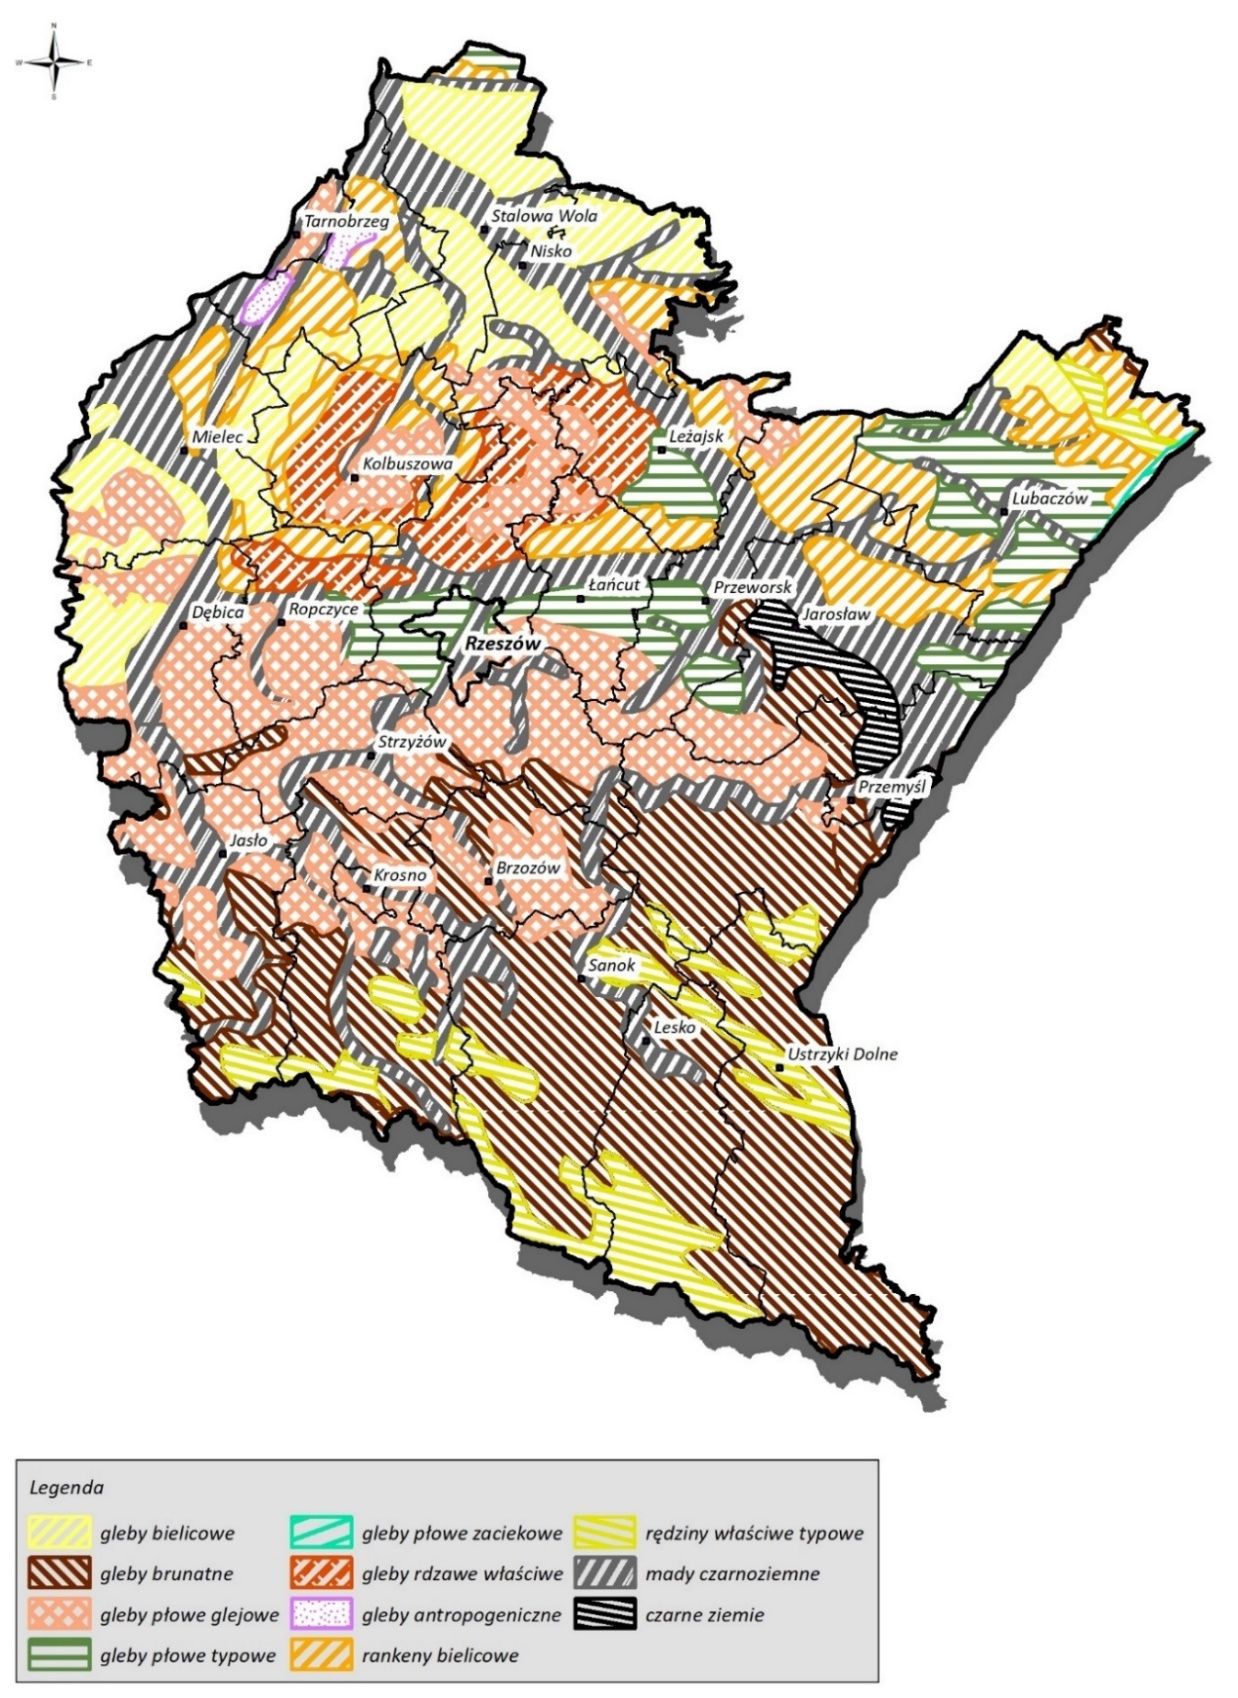 N
W E
S
Tarnobrzeg
Stalowa Wola
Nisko
Mielec
Leżajsk
Kolbuszowa
Lubaczów
Łańcut
Przeworsk
Dębica
Ropczyce
Jarosław
Rzeszów
Strzyżów
Przemyśl
Jasło
Krosno
Brzozów
Sanok
Lesko
Ustrzyki Dolne
Legenda
gleby bielicowe
gleby płowe zaciekowe
rędziny właściwe typowe
gleby brunatne
gleby rdzawe właściwe
mady czarnoziemne
gleby płowe glejowe
gleby antropogeniczne
czarne ziemie
gleby płowe typowe
rankeny bielicowe